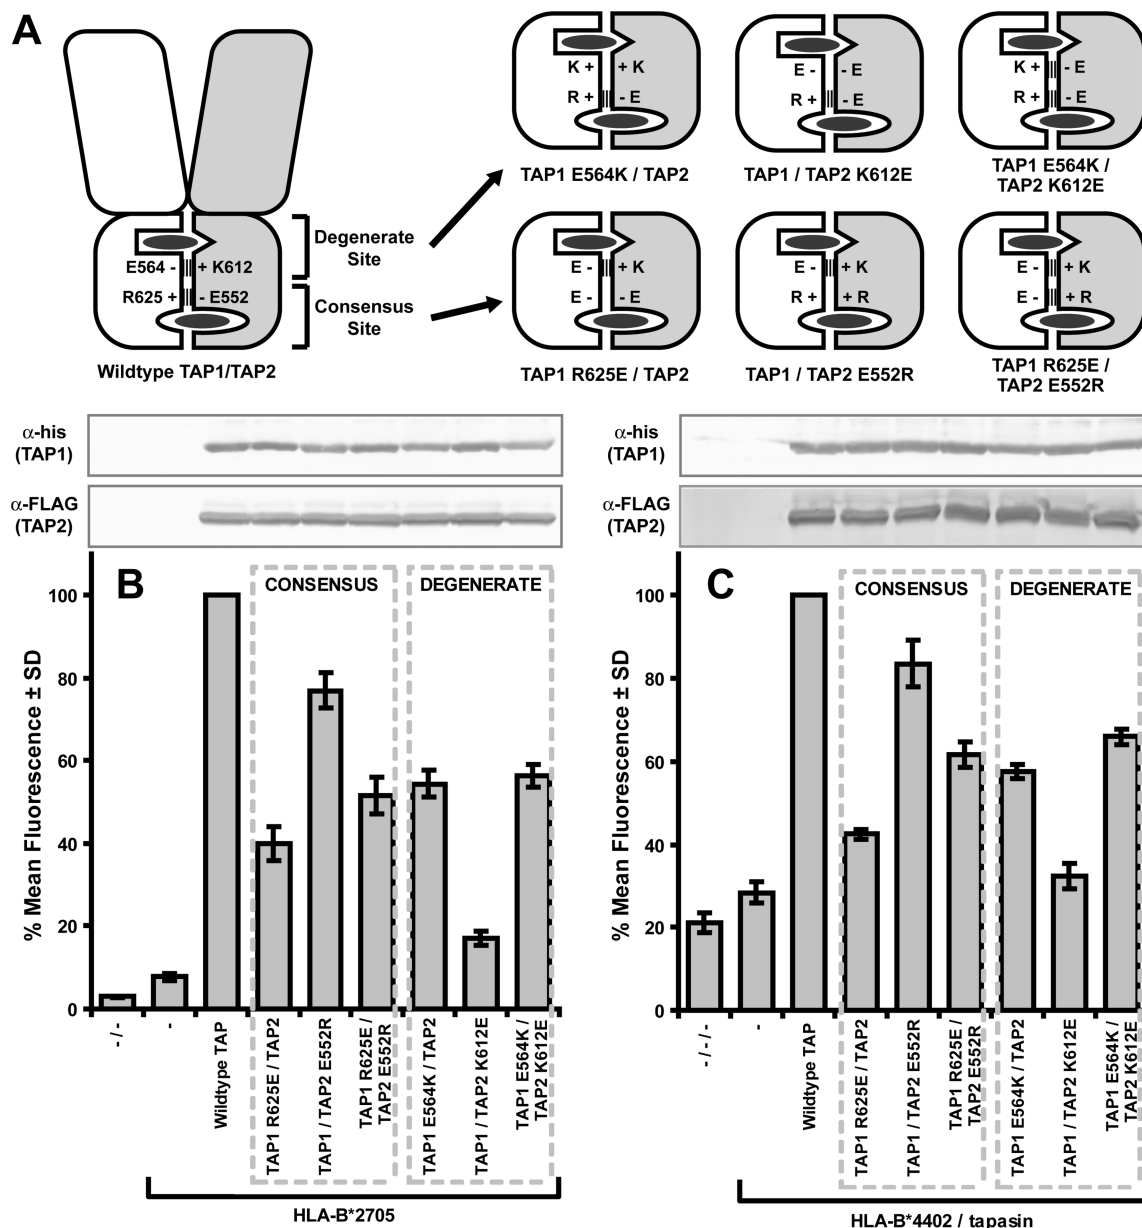 A
E564 - + K612
R625 + - E552
Degenerate
Site
Consensus
Site
Wildtype TAP1/TAP2
K + + K
R + - E
TAP1 E564K / TAP2
E - - E
R + - E
TAP1 / TAP2 K612E
K + - E
R + - E
TAP1 E564K /
TAP2 K612E
E - + K
E - - E
TAP1 R625E / TAP2
E - + K
R + + R
TAP1 / TAP2 E552R
E - + K
E - + R
TAP1 R625E /
TAP2 E552R
α-his
(TAP1)
α-FLAG
(TAP2)
B
CONSENSUS
DEGENERATE
% Mean Fluorescence ± SD
100
80
60
40
20
0
- / -
-
Wildtype TAP
TAP1 R625E / TAP2
TAP1 / TAP2 E552R
TAP1 R625E /
TAP2 E552R
TAP1 E564K / TAP2
TAP1 / TAP2 K612E
TAP1 E564K /
TAP2 K612E
HLA-B*2705
α-his
(TAP1)
α-FLAG
(TAP2)
C
CONSENSUS
DEGENERATE
% Mean Fluorescence ± SD
100
80
60
40
20
0
- / - / -
-
Wildtype TAP
TAP1 R625E / TAP2
TAP1 / TAP2 E552R
TAP1 R625E /
TAP2 E552R
TAP1 E564K / TAP2
TAP1 / TAP2 K612E
TAP1 E564K /
TAP2 K612E
HLA-B*4402 / tapasin